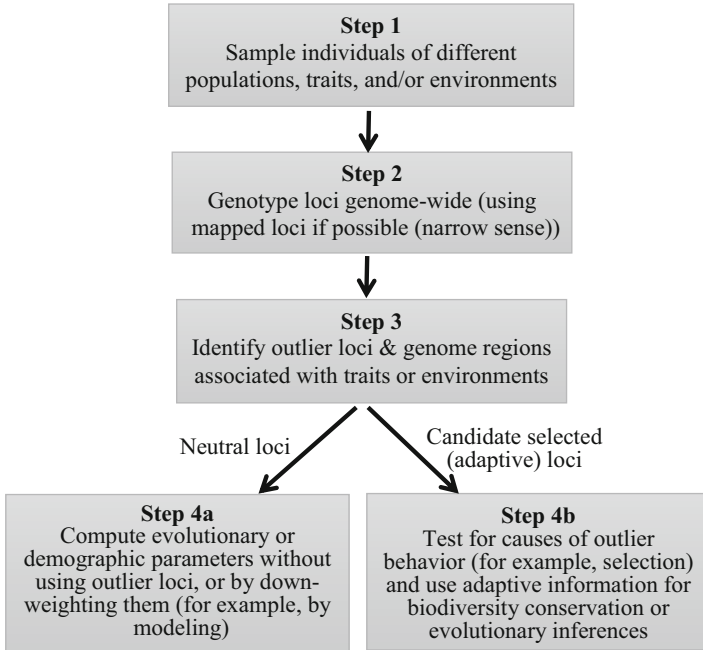 Step 1
Sample individuals of different
populations, traits, and/or environments
Step 2
Genotype loci genome-wide (using
mapped loci if possible (narrow sense))
Step 3
Identify outlier loci & genome regions
associated with traits or environments
Neutral loci
Candidate selected
(adaptive) loci
Step 4a
Compute evolutionary or
demographic parameters without
using outlier loci, or by down-
weighting them (for example, by
modeling)
Step 4b
Test for causes of outlier
behavior (for example, selection)
and use adaptive information for
biodiversity conservation or
evolutionary inferences